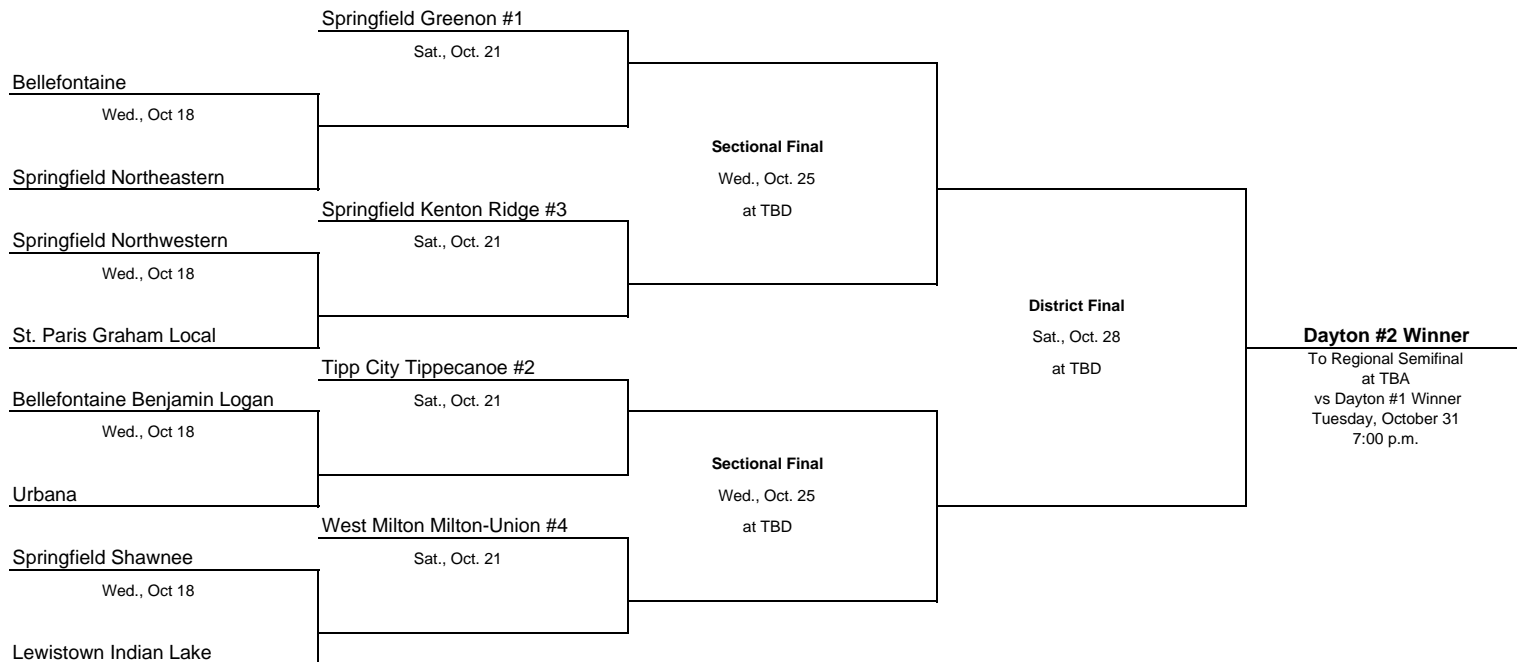 Springfield Greenon #1
Sat., Oct. 21
Bellefontaine
Wed., Oct 18
Sectional Final
Springfield Northeastern
Wed., Oct. 25
Springfield Kenton Ridge #3
at TBD
Springfield Northwestern
Sat., Oct. 21
Wed., Oct 18
District Final
St. Paris Graham Local
Sat., Oct. 28
Dayton #2 Winner
Tipp City Tippecanoe #2
at TBD
To Regional Semifinal
at TBA
Bellefontaine Benjamin Logan
Sat., Oct. 21
vs Dayton #1 Winner
Wed., Oct 18
Tuesday, October 31
7:00 p.m.
Sectional Final
Urbana
Wed., Oct. 25
West Milton Milton-Union #4
at TBD
Springfield Shawnee
Sat., Oct. 21
Wed., Oct 18
Lewistown Indian Lake